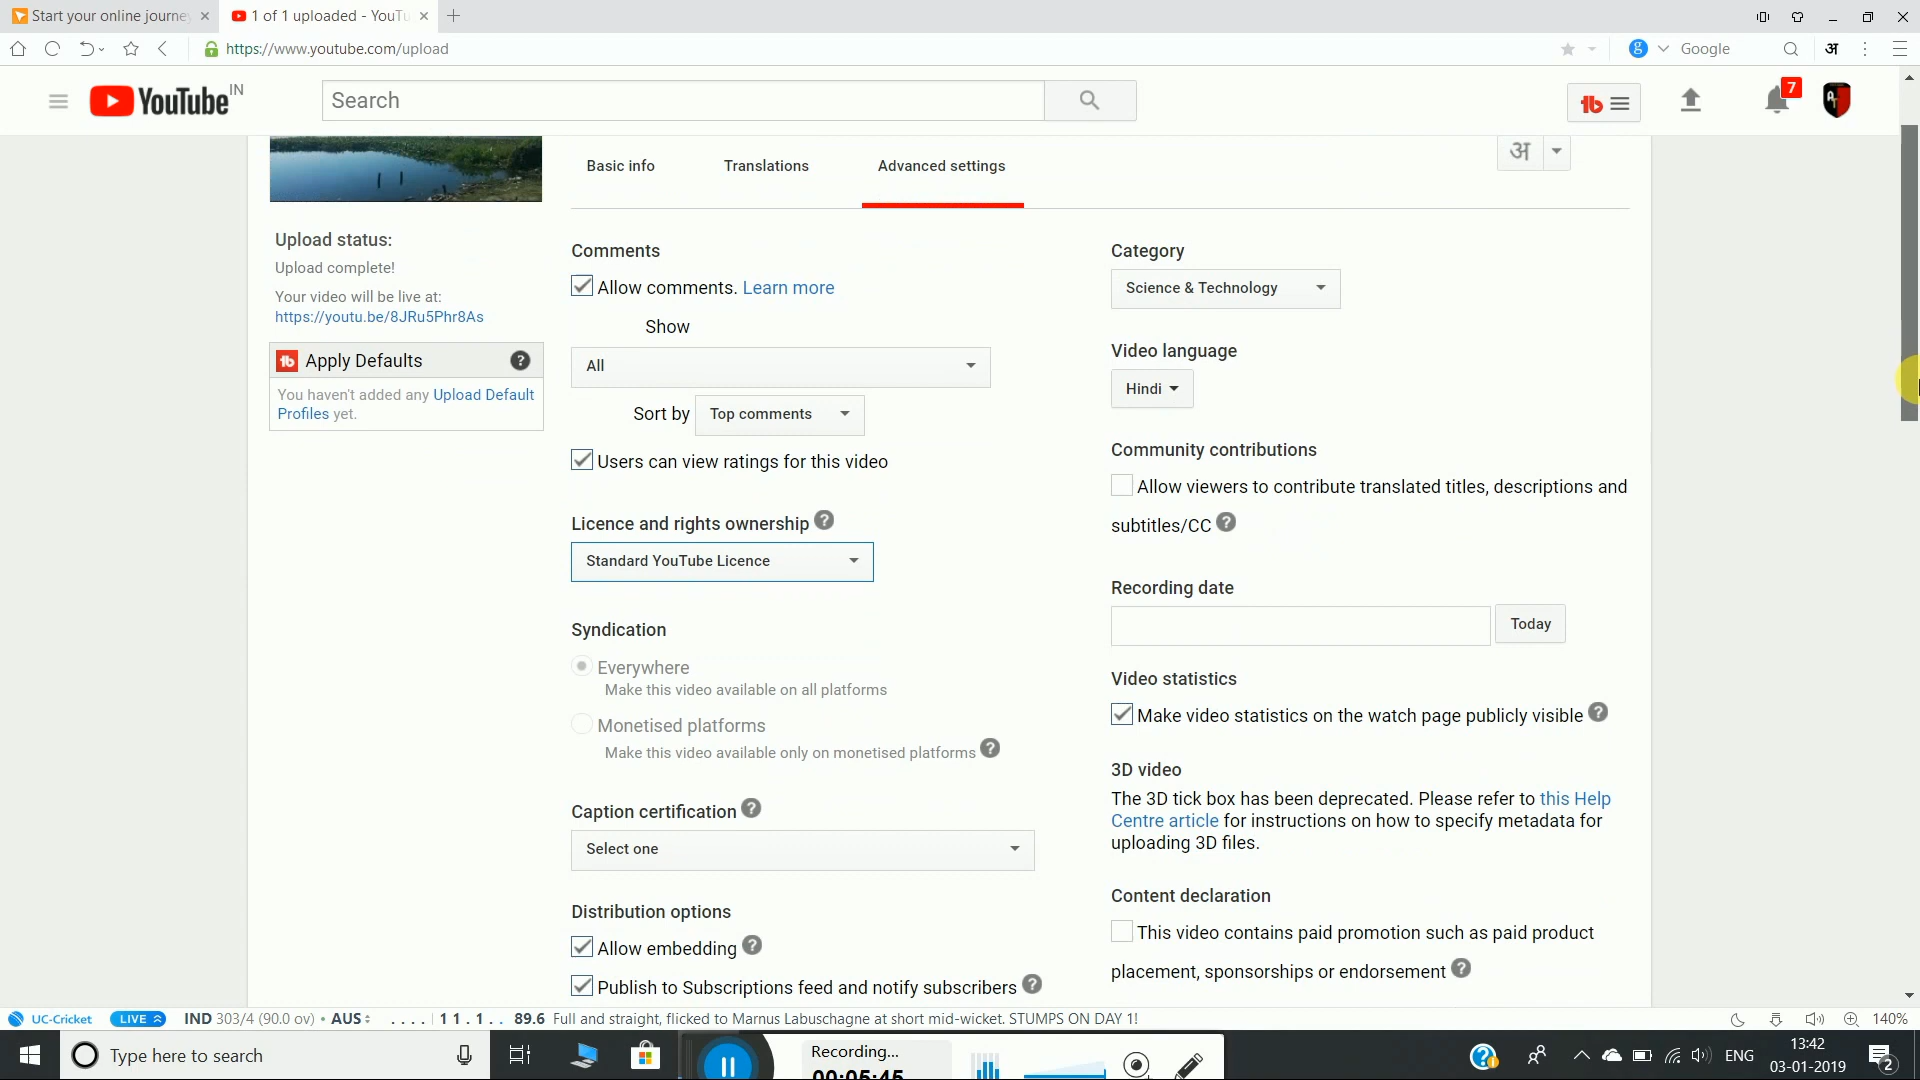 Start your online journe
1 of 1 uploaded - YouTu
https://www.youtube.com/upload
Google
अ
YouTube IN
Search
7
Basic info
Translations
Advanced settings
अ
Upload status:
Upload complete!
Your video will be live at:
https://youtu.be/8JRu5Phr8As
Apply Defaults
You haven't added any Upload Default
Profiles yet.
Comments
Allow comments. Learn more
Show
All
Sort by Top comments
Users can view ratings for this video
Licence and rights ownership
Standard YouTube Licence
Syndication
Everywhere
Make this video available on all platforms
Monetised platforms
Make this video available only on monetised platforms
Caption certification
Select one
Distribution options
Allow embedding
Publish to Subscriptions feed and notify subscribers
Category
Science & Technology
Video language
Hindi
Community contributions
Allow viewers to contribute translated titles, descriptions and
subtitles/CC
Recording date
Today
Video statistics
Make video statistics on the watch page publicly visible
3D video
The 3D tick box has been deprecated. Please refer to this Help
Centre article for instructions on how to specify metadata for
uploading 3D files.
Content declaration
This video contains paid promotion such as paid product
placement, sponsorships or endorsement
UC-Cricket LIVE IND 303/4 (90.0 ov) • AUS .... | 1 1 . 1 . . 89.6 Full and straight, flicked to Marnus Labuschagne at short mid-wicket. STUMPS ON DAY 1!
140%
Type here to search
Recording...
00:05:45
ENG
13:42
03-01-2019
2